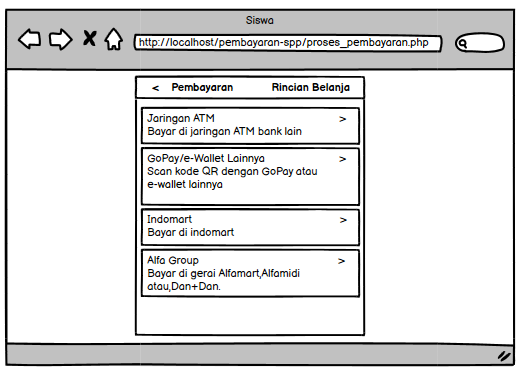 Siswa
http://localhost/pembayaran-spp/proses_pembayaran.php
< Pembayaran Rincian Belanja
Jaringan ATM >
Bayar di jaringan ATM bank lain
GoPay/e-Wallet Lainnya >
Scan kode QR dengan GoPay atau
e-wallet lainnya
Indomart >
Bayar di indomart
Alfa Group >
Bayar di gerai Alfamart,Alfamidi
atau,Dan+Dan.